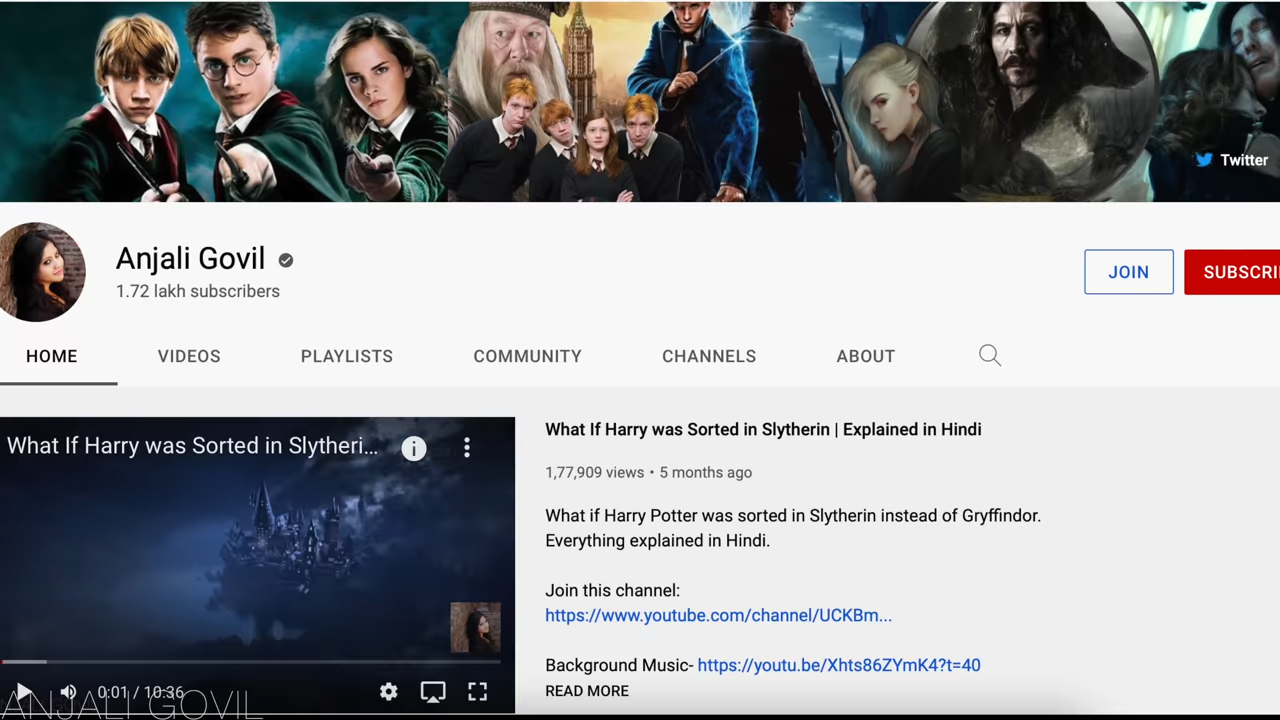 Twitter
Anjali Govil
1.72 lakh subscribers
JOIN
SUBSCRI
HOME VIDEOS PLAYLISTS COMMUNITY CHANNELS ABOUT
What If Harry was Sorted in Slytheri...
What If Harry was Sorted in Slytherin | Explained in Hindi
1,77,909 views • 5 months ago
What if Harry Potter was sorted in Slytherin instead of Gryffindor.
Everything explained in Hindi.
Join this channel:
https://www.youtube.com/channel/UCKBm...
Background Music- https://youtu.be/Xhts86ZYmK4?t=40
READ MORE
0:01 / 10:36
ANJALI GOVIL